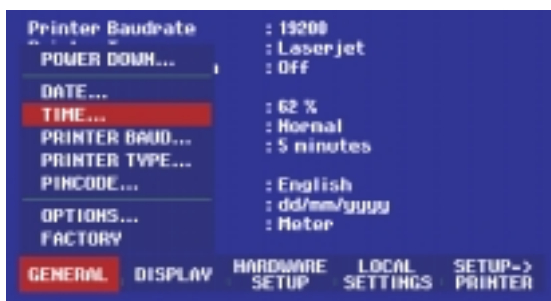 Printer Baudrate : 19200
: Laserjet
POWER DOWN...
: Off
DATE...
: 62 %
TIME...
: Normal
PRINTER BAUD...
: 5 minutes
PRINTER TYPE...
PINCODE...
: English
: dd/mm/yyyy
OPTIONS...
: Meter
FACTORY
GENERAL DISPLAY HARDWARE SETUP LOCAL SETTINGS SETUP-> PRINTER